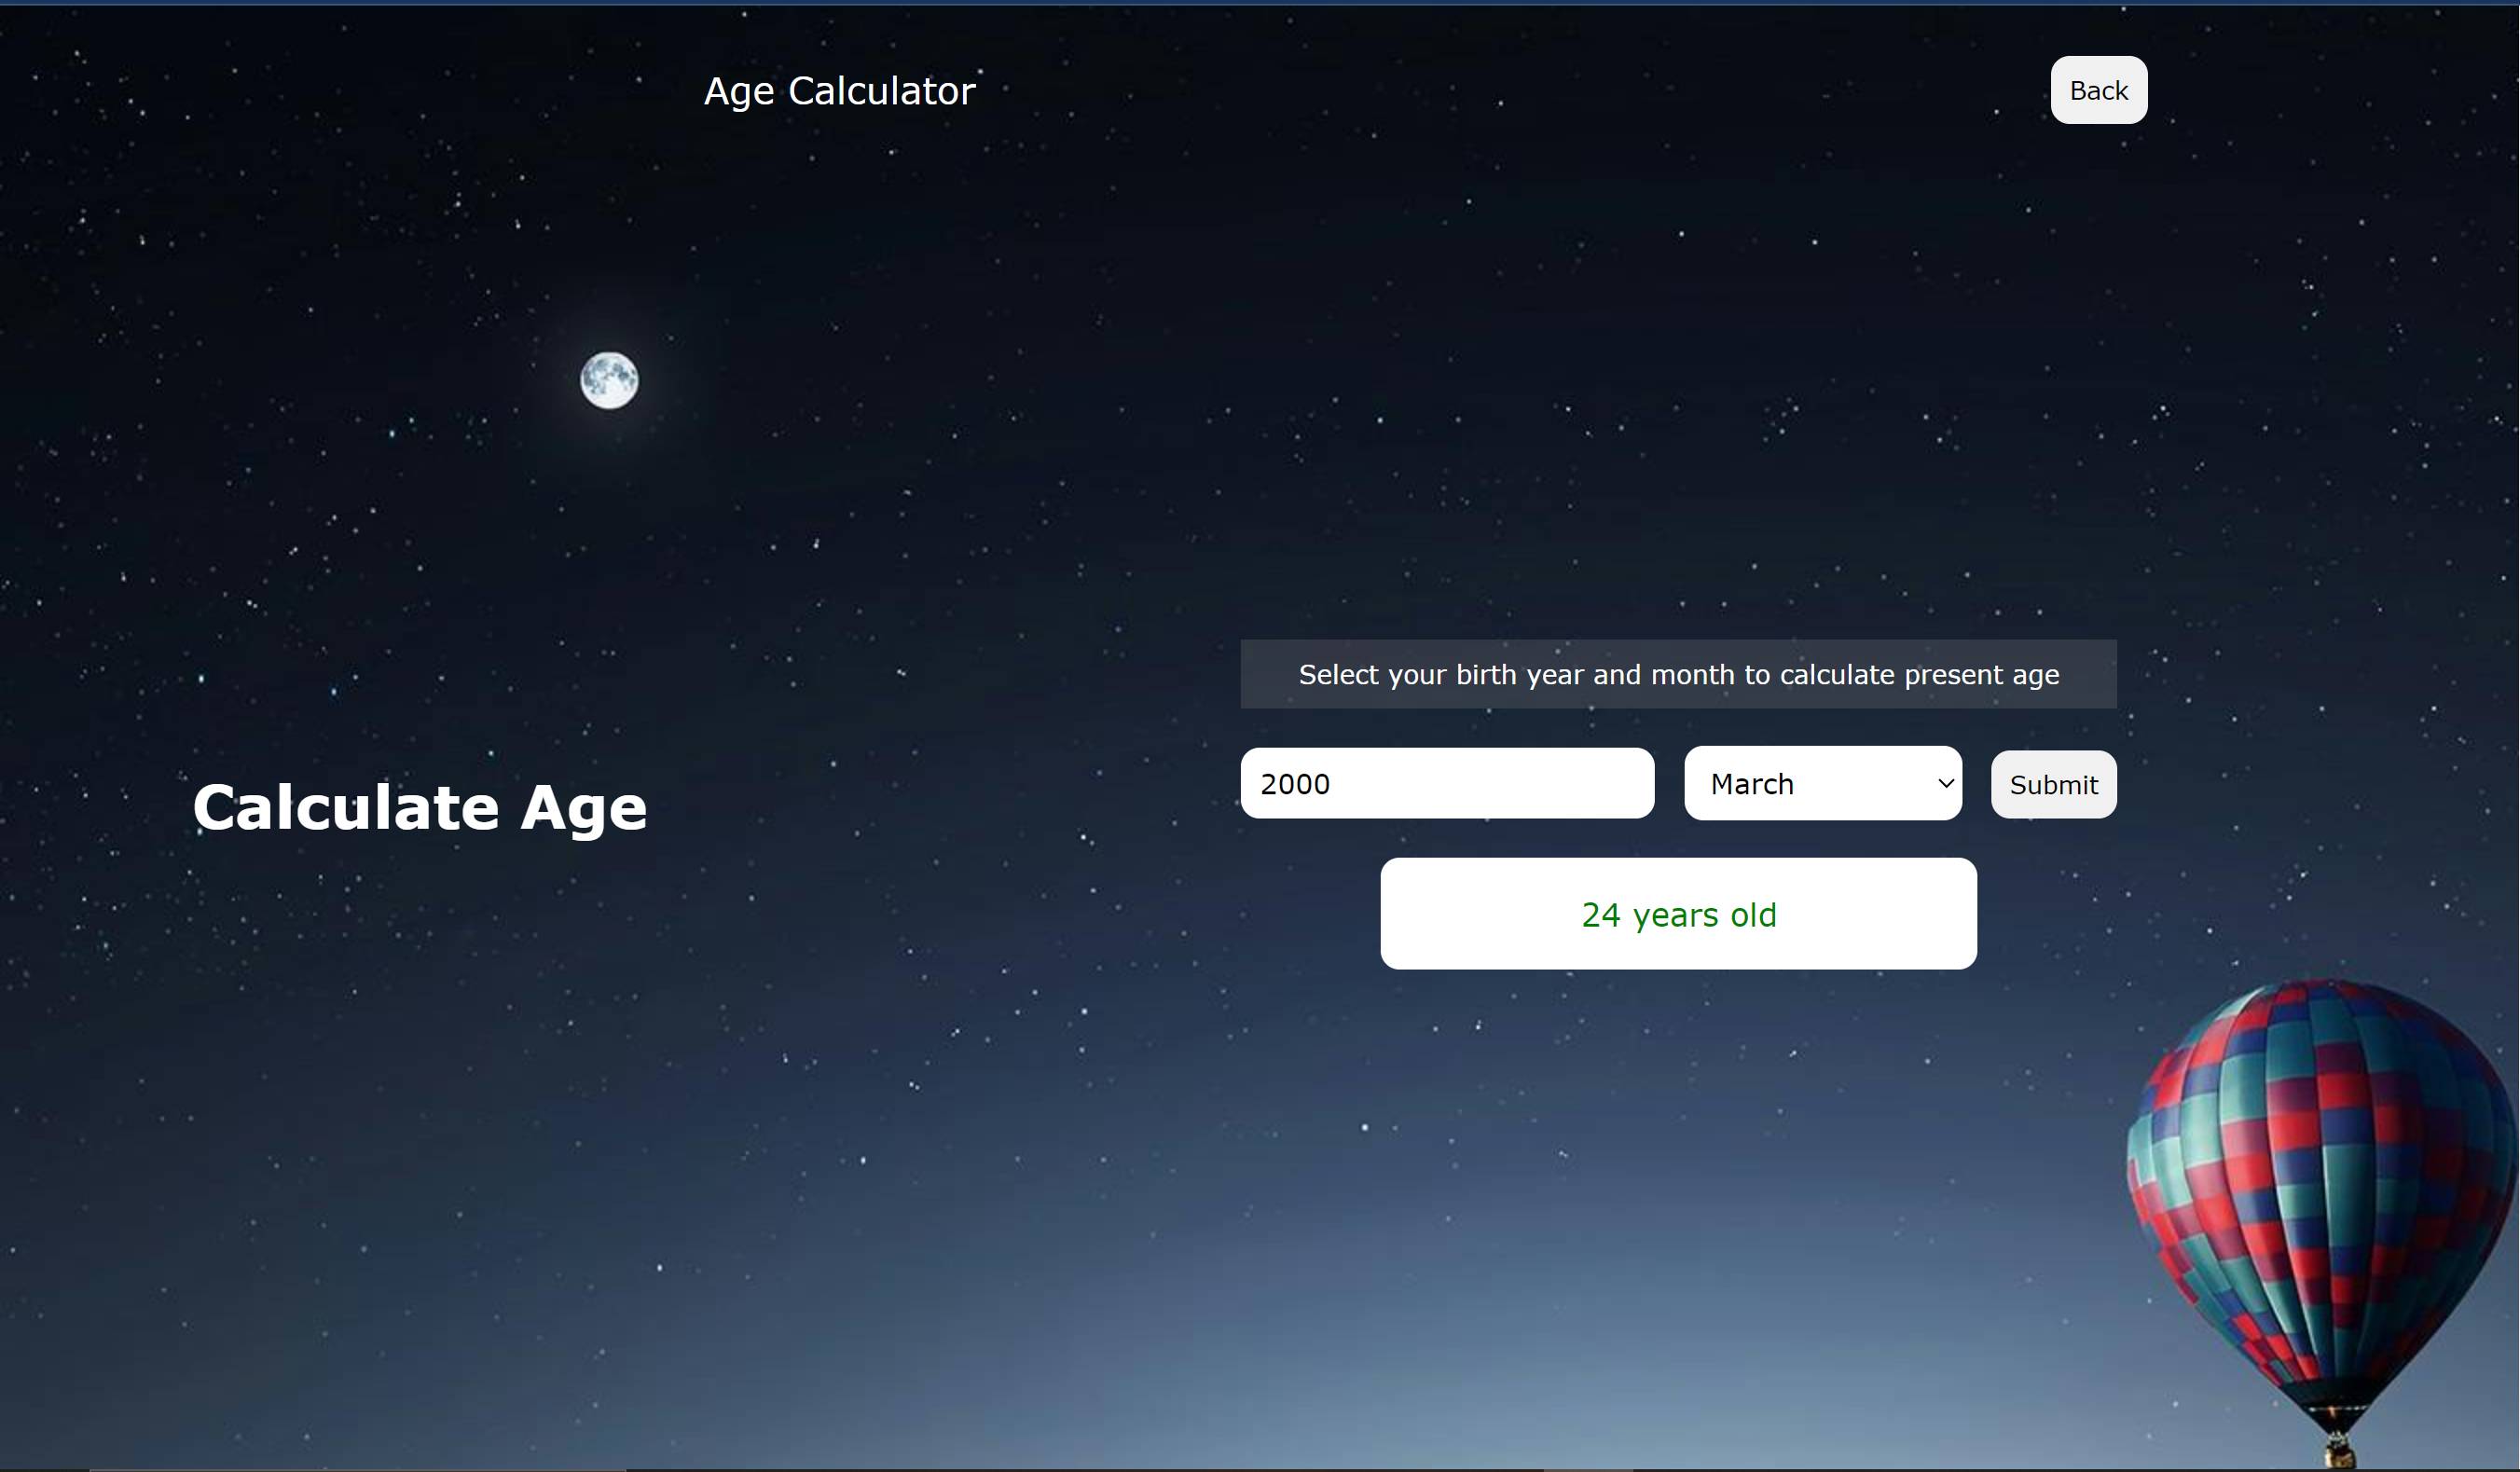 Age Calculator
Back
Select your birth year and month to calculate present age
Calculate Age
2000
March
Submit
24 years old